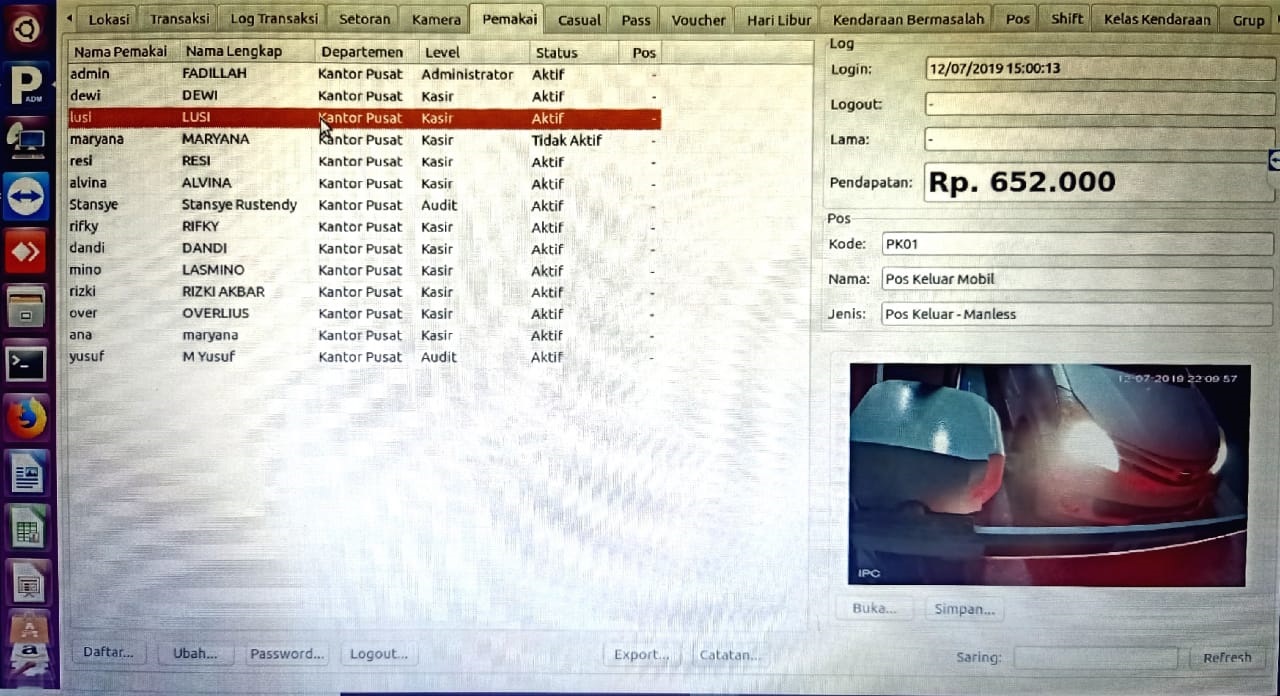 Lokasi Transaksi Log Transaksi Setoran Kamera Pemakai Casual Pass Voucher Hari Libur Kendaraan Bermasalah Pos Shift Kelas Kendaraan Grup
Nama Pemakai Nama Lengkap Departemen Level Status Pos
admin FADILLAH Kantor Pusat Administrator Aktif -
dewi DEWI Kantor Pusat Kasir Aktif -
lusi LUSI Kantor Pusat Kasir Aktif -
maryana MARYANA Kantor Pusat Kasir Tidak Aktif -
resi RESI Kantor Pusat Kasir Aktif -
alvina ALVINA Kantor Pusat Kasir Aktif -
Stansye Stansye Rustendy Kantor Pusat Audit Aktif -
rifky RIFKY Kantor Pusat Kasir Aktif -
dandi DANDI Kantor Pusat Kasir Aktif -
mino LASMINO Kantor Pusat Kasir Aktif -
rizki RIZKI AKBAR Kantor Pusat Kasir Aktif -
over OVERLIUS Kantor Pusat Kasir Aktif -
ana maryana Kantor Pusat Kasir Aktif -
yusuf M Yusuf Kantor Pusat Audit Aktif -
Daftar... Ubah... Password... Logout... Export... Catatan...
Log
Login: 12/07/2019 15:00:13
Logout: -
Lama: -
Pendapatan: Rp. 652.000
Pos
Kode: PK01
Nama: Pos Keluar Mobil
Jenis: Pos Keluar - Manless
12-07-2019 22:09:57
IPC
Buka... Simpan...
Saring: Refresh
P
ADM
>_
A
a